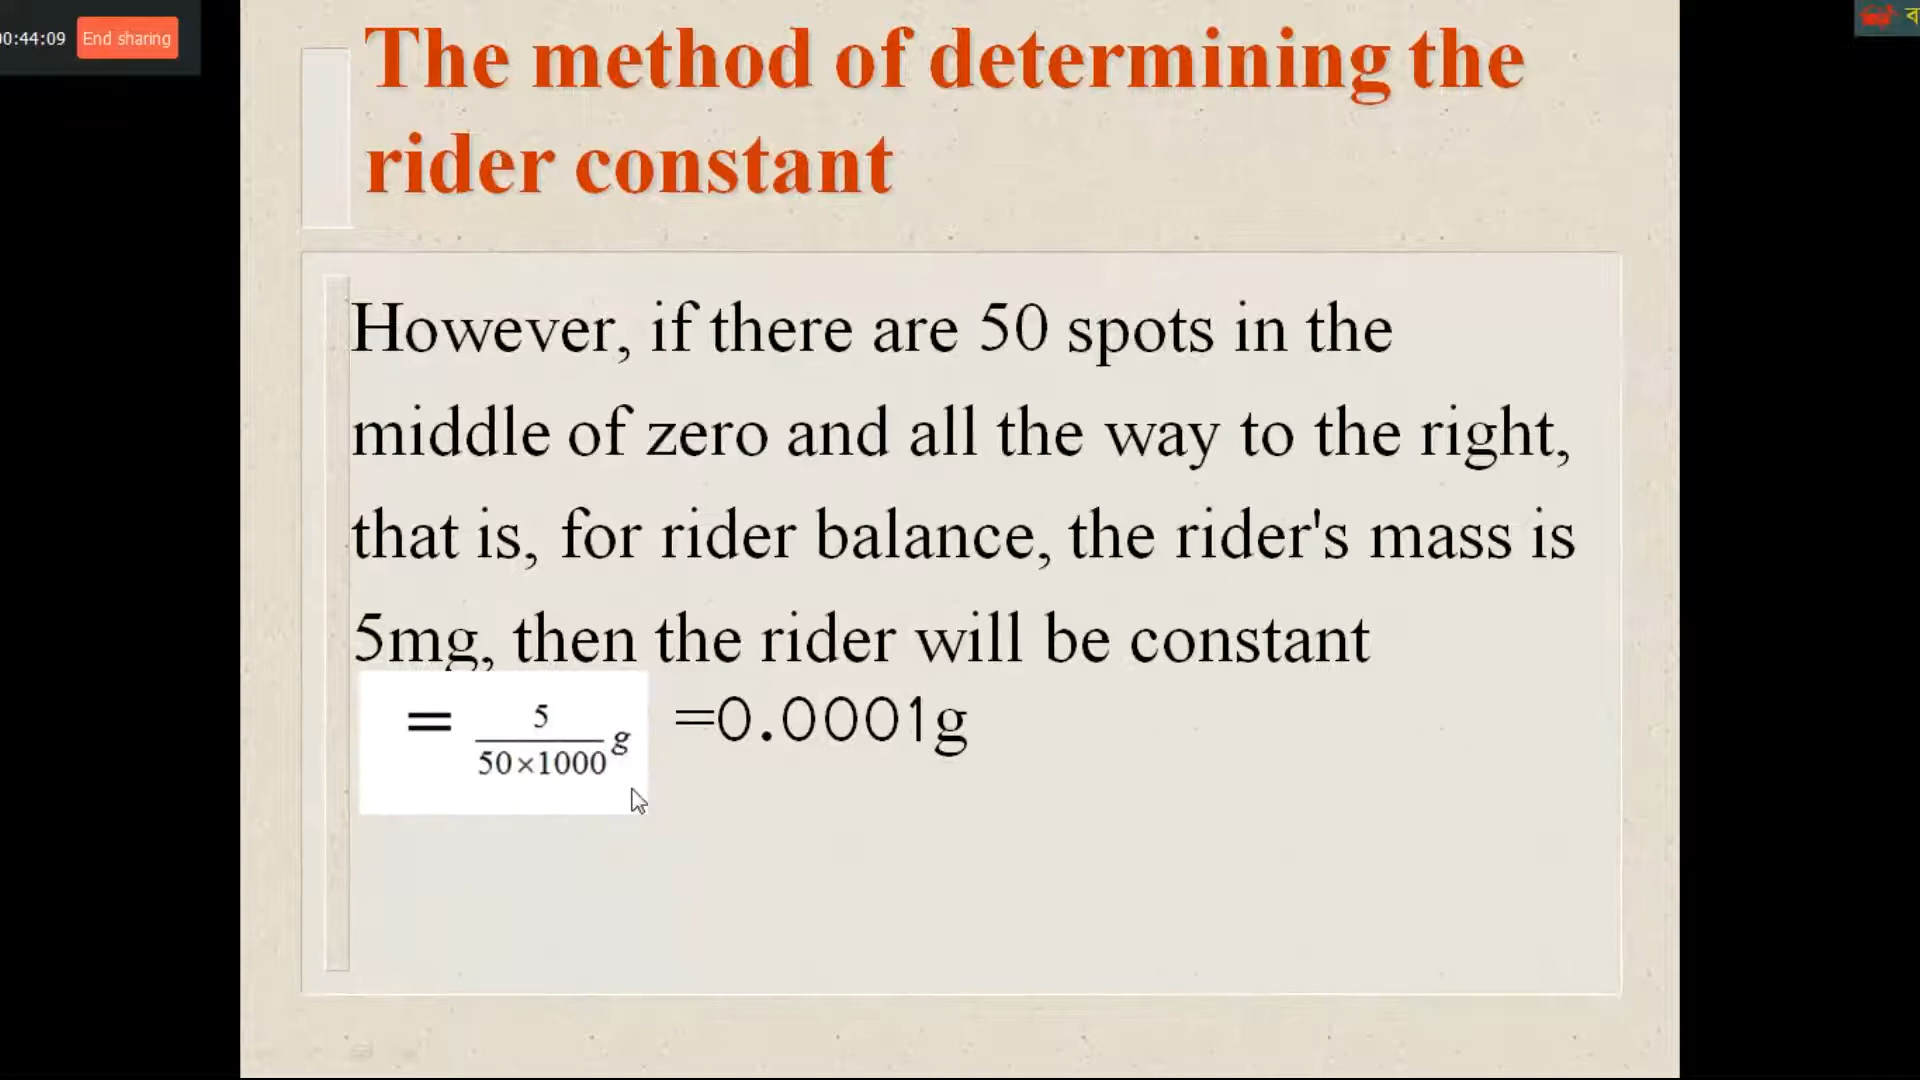 0:44:09 End sharing
The method of determining the
rider constant
However, if there are 50 spots in the
middle of zero and all the way to the right,
that is, for rider balance, the rider's mass is
5mg, then the rider will be constant
= 5/50×1000 g =0.0001g